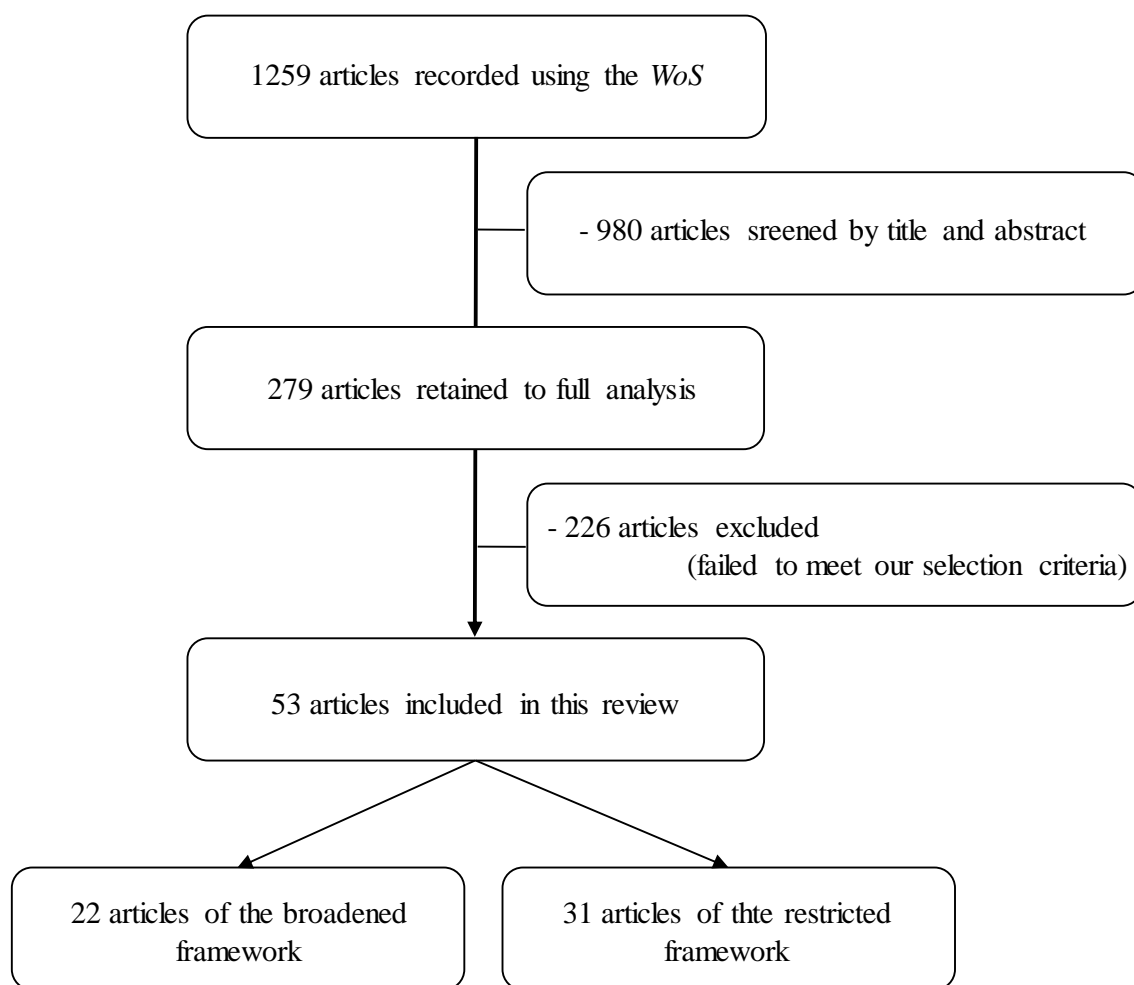 1259 articles recorded using the WoS
- 980 articles sreened by title and abstract
279 articles retained to full analysis
- 226 articles excluded
(failed to meet our selection criteria)
53 articles included in this review
22 articles of the broadened
framework
31 articles of thte restricted
framework